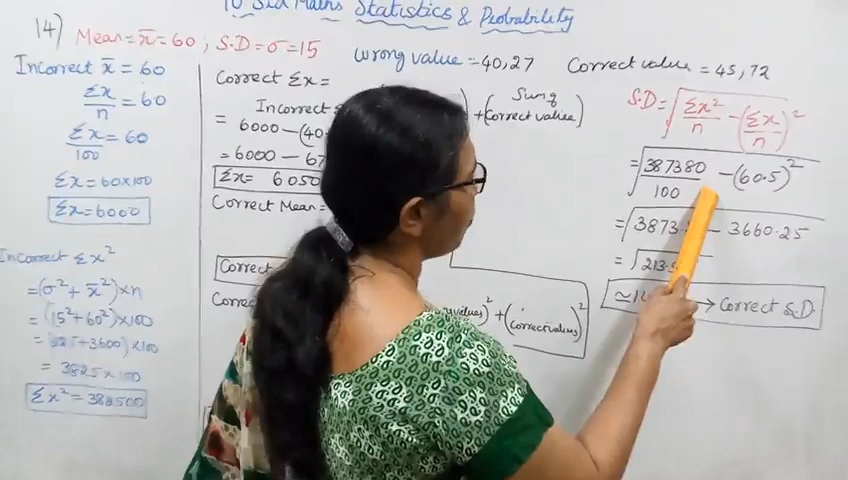 10 Std Maths Statistics & Probability
14) Mean = x̄ = 60 ; S.D = σ = 15
wrong value = 40, 27
Correct value = 45, 72
Incorrect x̄ = 60
Σx/n = 60
Σx/100 = 60
Σx = 60 x 100
Σx = 6000
Incorrect Σx²
= (σ² + x̄²) x n
= (15² + 60²) x 100
= 225 + 3600) x 100
= 3825 x 100
Σx² = 382500
Correct Σx =
Incorrect
+ (Sum of correct value)
= 6000 – (40
= 6000 – 67
Σx = 6050
Correct Mean =
Correct
values)² + (correct values)²
S.D = √Σx²/n – (Σx/n)²
= √387380/100 – (60.5)²
= √3873. – 3660.25
= √213.
≃ 14 → Correct S.D